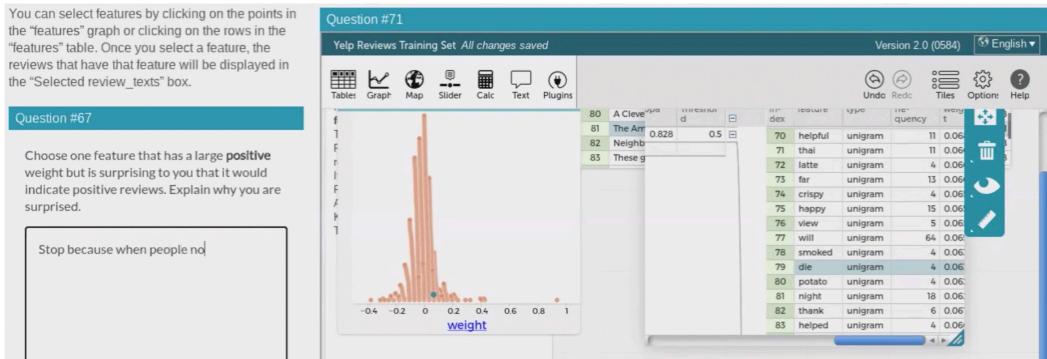 You can select features by clicking on the points in
the “features” graph or clicking on the rows in the
“features” table. Once you select a feature, the
reviews that have that feature will be displayed in
the “Selected review_texts” box.
Question #67
Choose one feature that has a large positive
weight but is surprising to you that it would
indicate positive reviews. Explain why you are
surprised.
Stop because when people no
Question #71
Yelp Reviews Training Set All changes saved
Version 2.0 (0584) English ▾
Tables Graph Map Slider Calc Text Plugins
Undo Redo Tiles Options Help
-0.4 -0.2 0 0.2 0.4 0.6 0.8 1
weight
80 A Cleve
81 The Am
82 Neighb
83 These g
0.828 0.5
dex feature type quency t
70 helpful unigram 11
71 thai unigram 11
72 latte unigram 4
73 far unigram 13
74 crispy unigram 4
75 happy unigram 15
76 view unigram 5
77 will unigram 64
78 smoked unigram 4
79 die unigram 4
80 potato unigram 4
81 night unigram 18
82 thank unigram 6
83 helped unigram 4